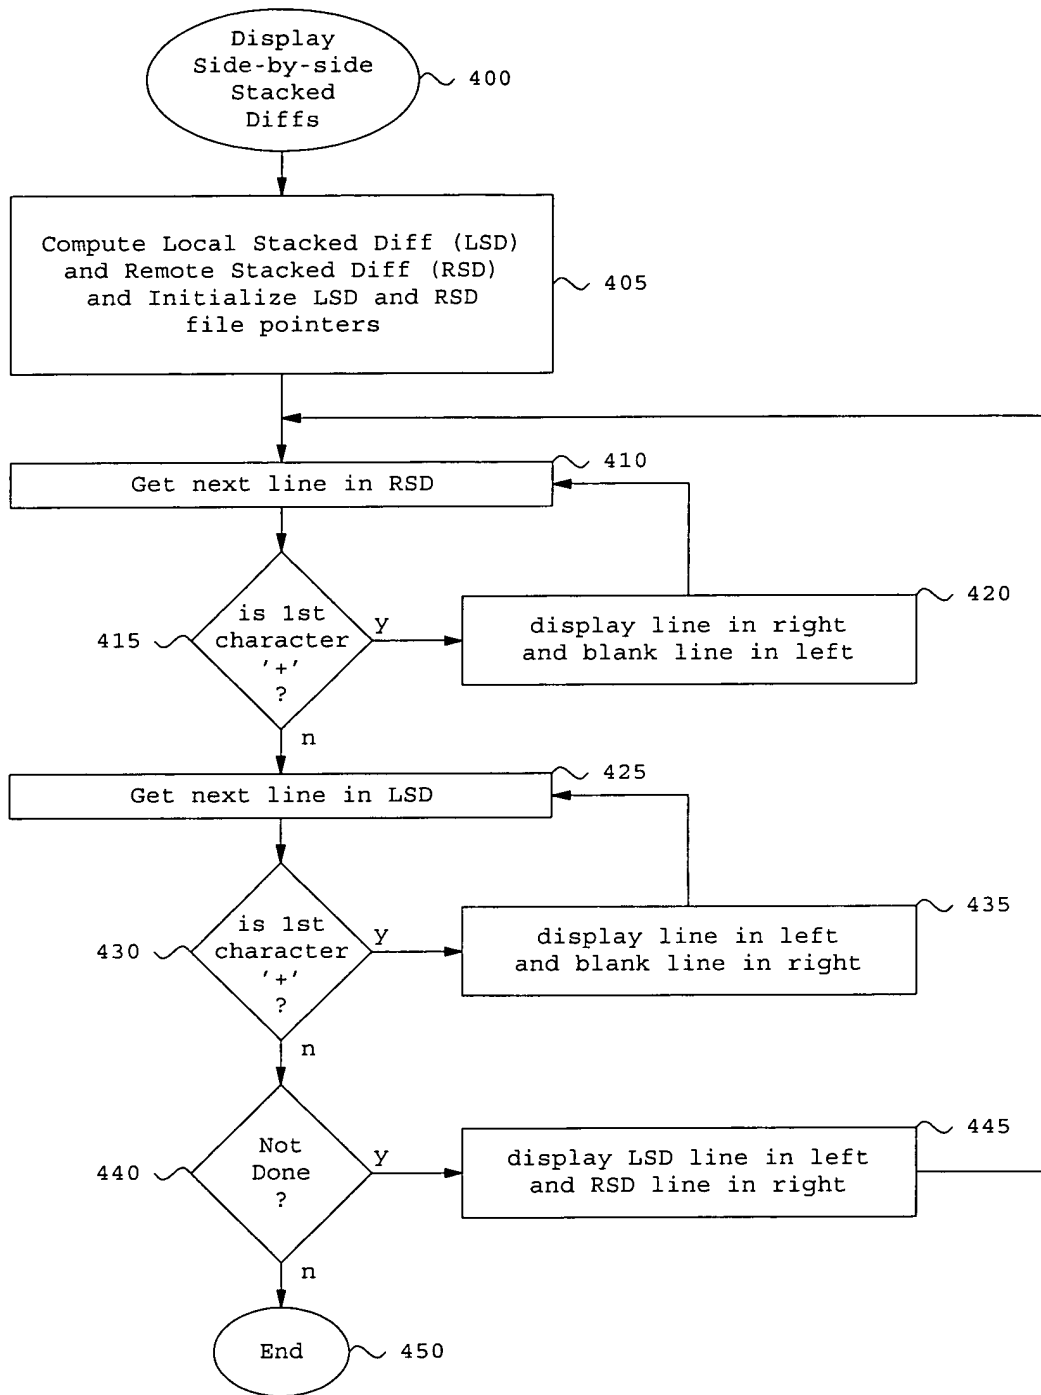 Display
Side-by-side
Stacked
Diffs
400
Compute Local Stacked Diff (LSD)
and Remote Stacked Diff (RSD)
and Initialize LSD and RSD
file pointers
405
410
Get next line in RSD
is 1st
character
'+'
?
415
y
n
420
display line in right
and blank line in left
425
Get next line in LSD
is 1st
character
'+'
?
430
y
n
435
display line in left
and blank line in right
Not
Done
?
440
y
n
445
display LSD line in left
and RSD line in right
End
450